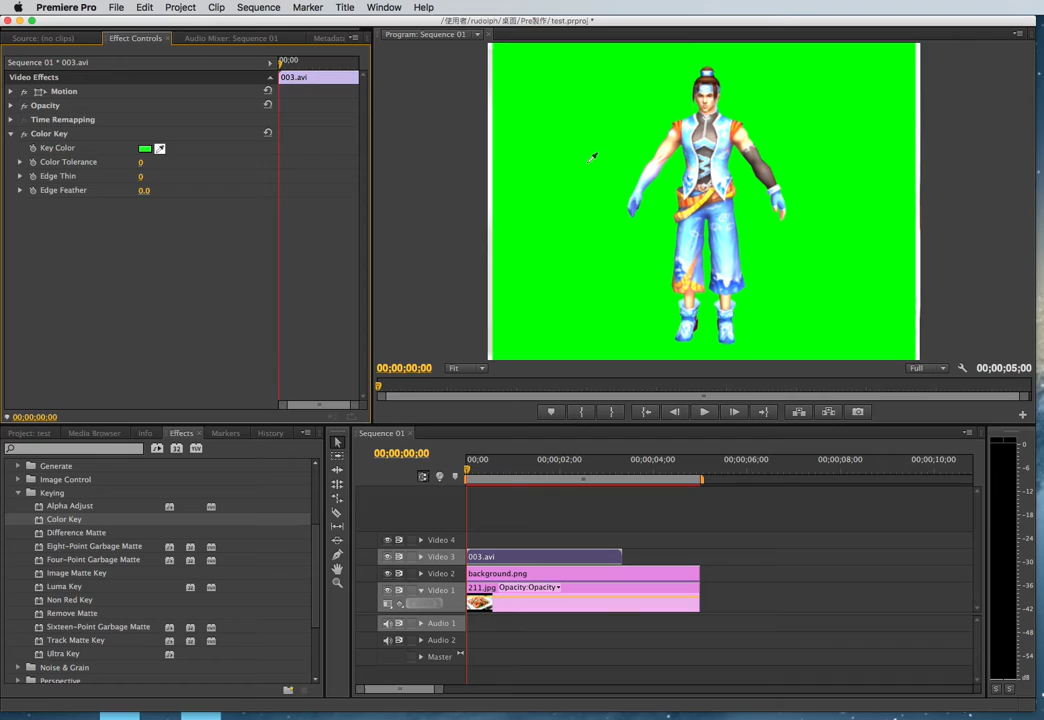 Premiere Pro File Edit Project Clip Sequence Marker Title Window Help
/使用者/rudolph/桌面/Pre製作/test.prproj *
Source: (no clips) Effect Controls × Audio Mixer: Sequence 01 Metadata
Program: Sequence 01
Sequence 01 * 003.avi
00;00
Video Effects
003.avi
Motion
Opacity
Time Remapping
Color Key
Key Color
Color Tolerance 0
Edge Thin 0
Edge Feather 0.0
00;00;00;00 Fit Full 00;00;05;00
00;00;00;00
Project: test Media Browser Info Effects × Markers History
Sequence 01 ×
00;00;00;00
00;00 00;00;02;00 00;00;04;00 00;00;06;00 00;00;08;00 00;00;10;00
Generate
Image Control
Keying
Alpha Adjust
Color Key
Difference Matte
Eight-Point Garbage Matte
Four-Point Garbage Matte
Image Matte Key
Luma Key
Non Red Key
Remove Matte
Sixteen-Point Garbage Matte
Track Matte Key
Ultra Key
Noise & Grain
Perspective
Video 4
Video 3 003.avi
Video 2 background.png
Video 1 211.jpg Opacity:Opacity
Audio 1
Audio 2
Master
0
-6
-12
-18
-24
-30
-36
-42
-48
-54
dB
S S